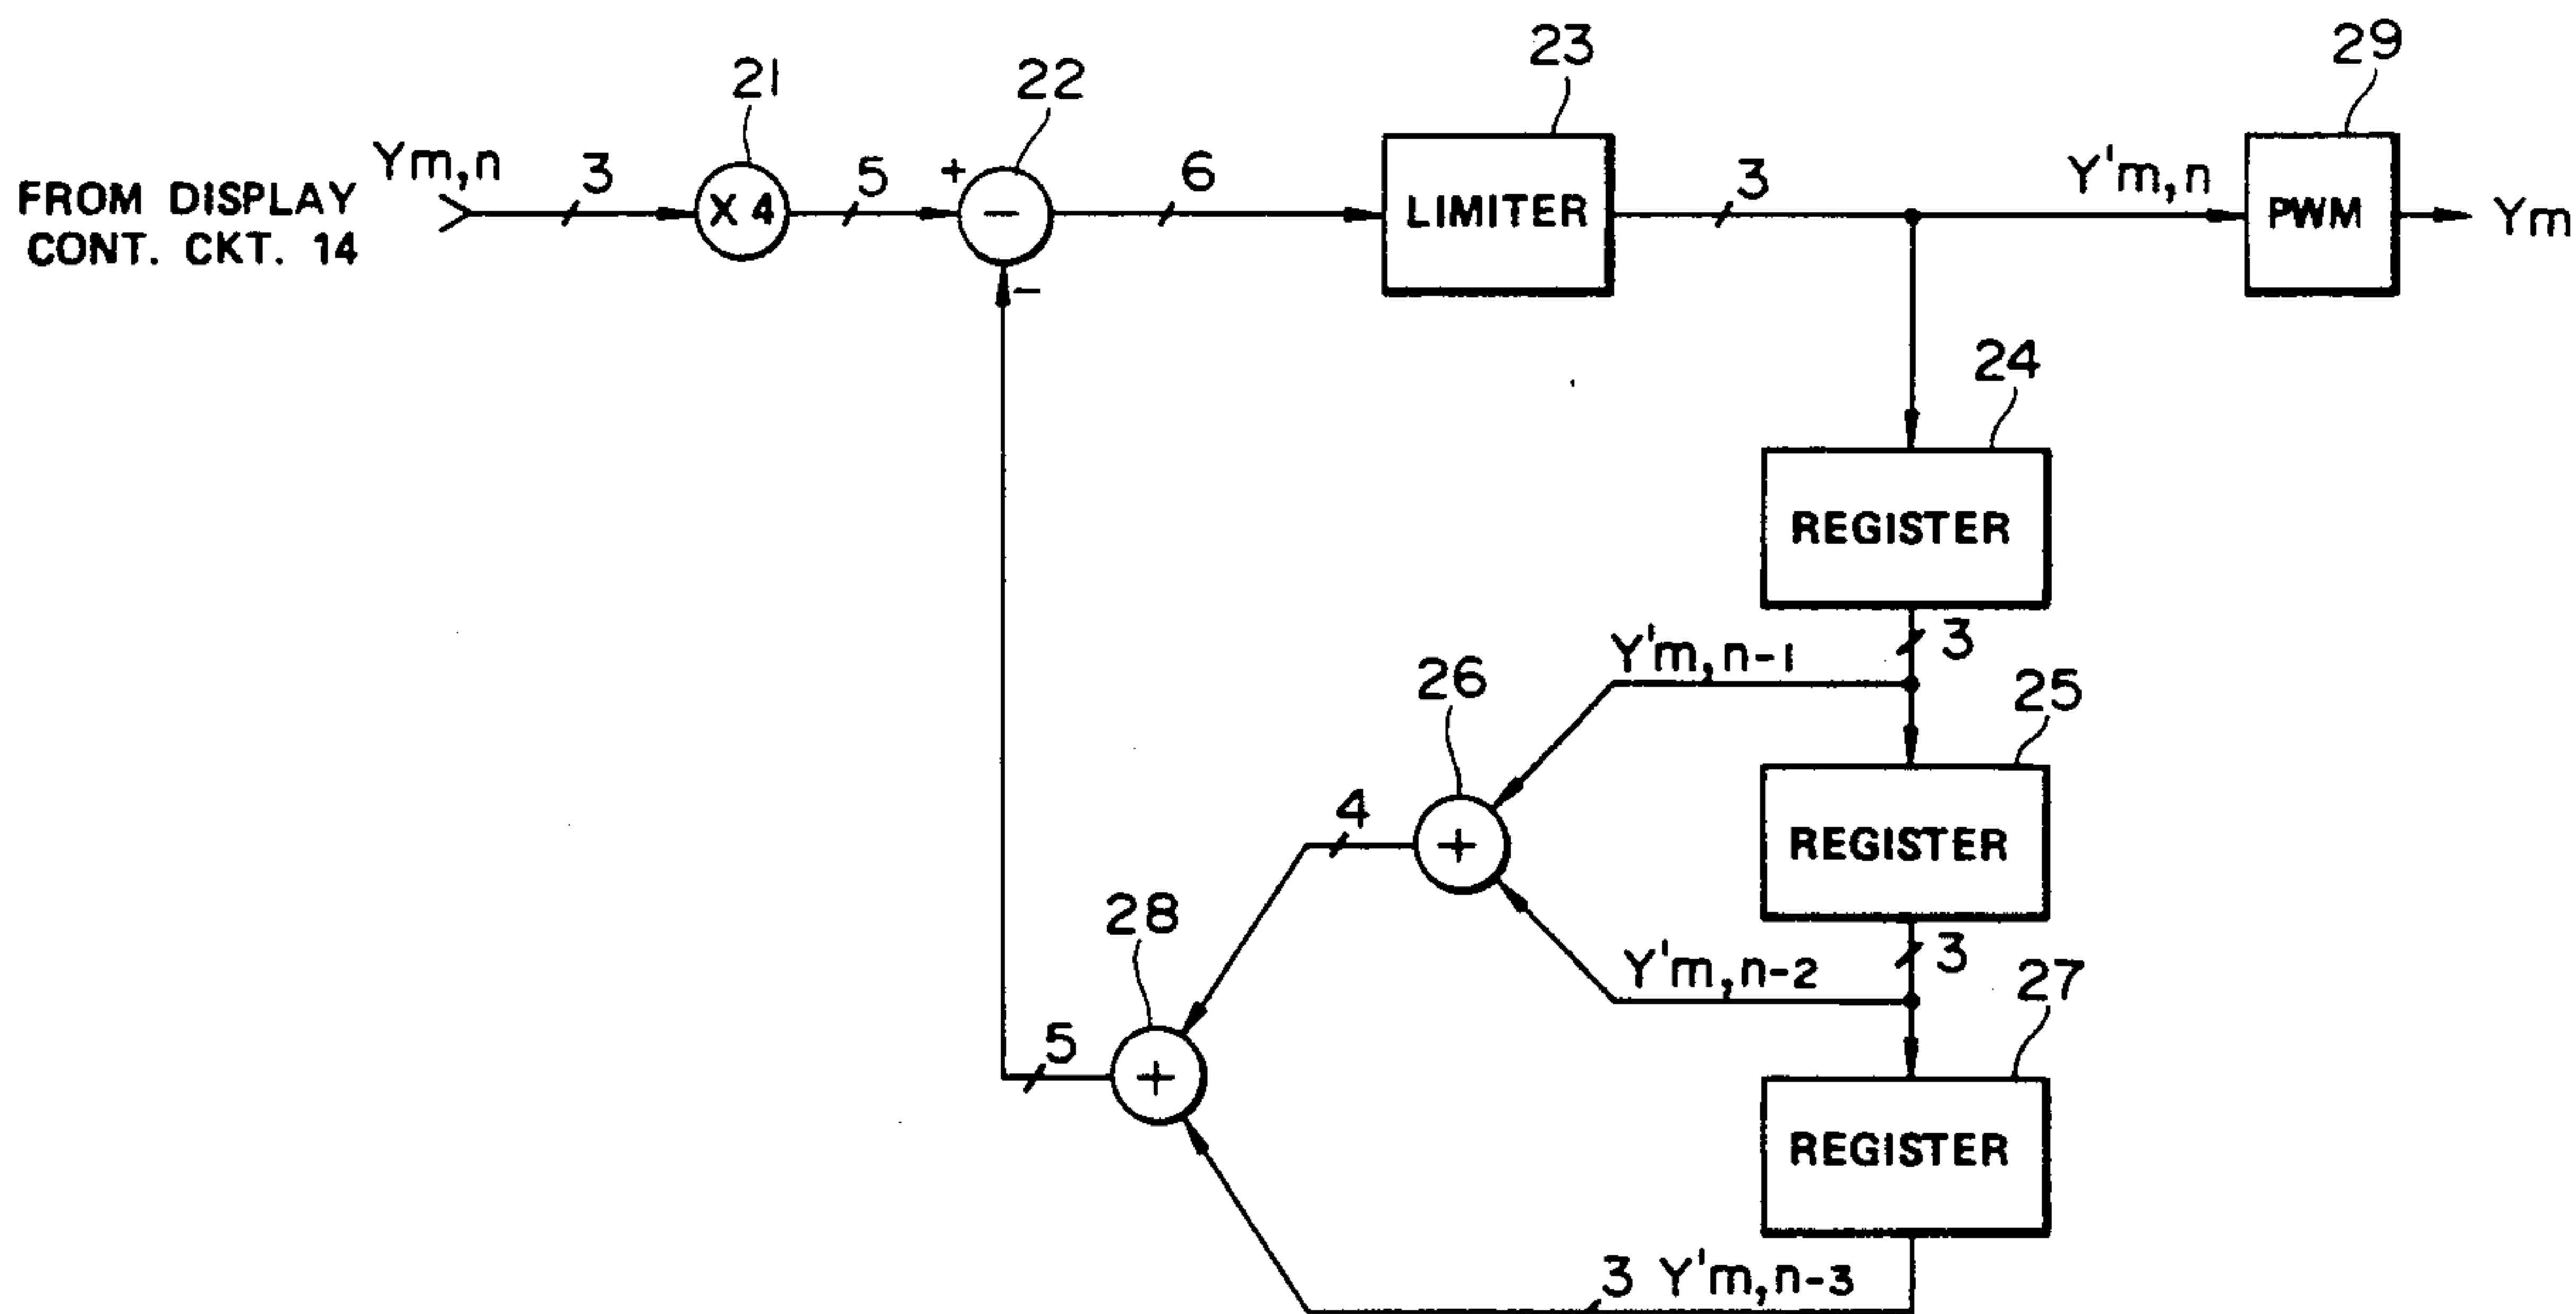 21
22
23
29
FROM DISPLAY
CONT. CKT. 14
Ym,n
3
X 4
5
+
−
−
6
LIMITER
3
Y'm,n
PWM
Ym
24
REGISTER
3
Y'm,n-1
26
25
+
4
REGISTER
3
Y'm,n-2
28
27
+
5
REGISTER
3 Y'm,n-3